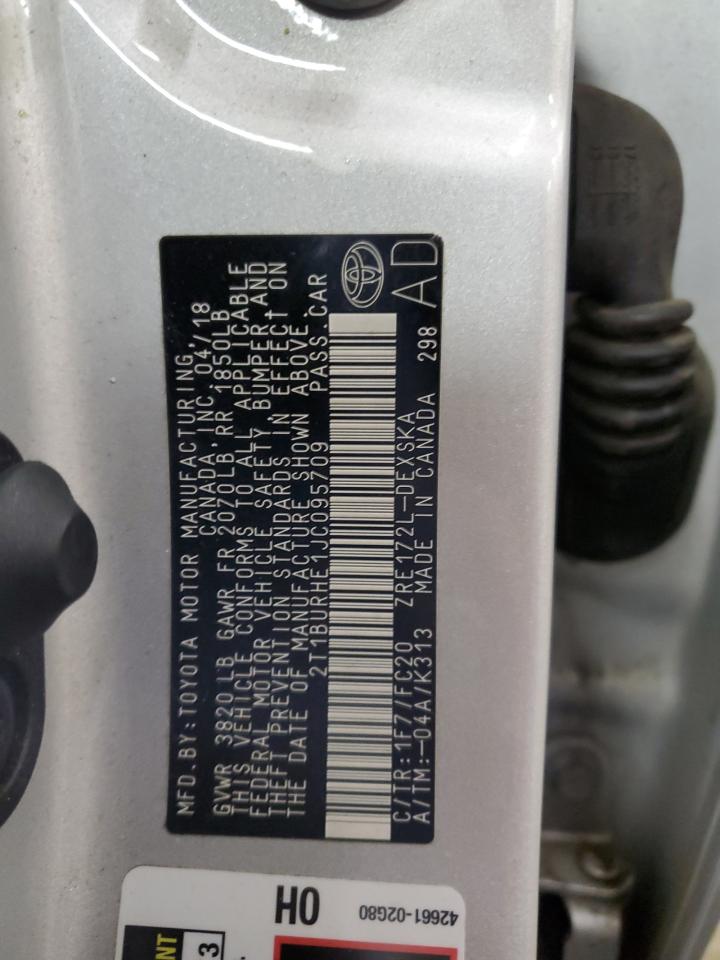 MFD.BY:TOYOTA MOTOR MANUFACTURING,
CANADA,INC.04/18
GVWR 3820LB GAWR FR 2070LB RR 1850LB
THIS VEHICLE CONFORMS TO ALL APPLICABLE
FEDERAL MOTOR VEHICLE SAFETY, BUMPER AND
THEFT PREVENTION STANDARDS IN EFFECT ON
THE DATE OF MANUFACTURE SHOWN ABOVE.
2T1BURHE1JC095709 PASS.CAR
C/TR:1F7/FC20 ZRE172L-DEXSKA
A/TM:-04A/K313 MADE IN CANADA 298
AD
OH
42661-02G80
3